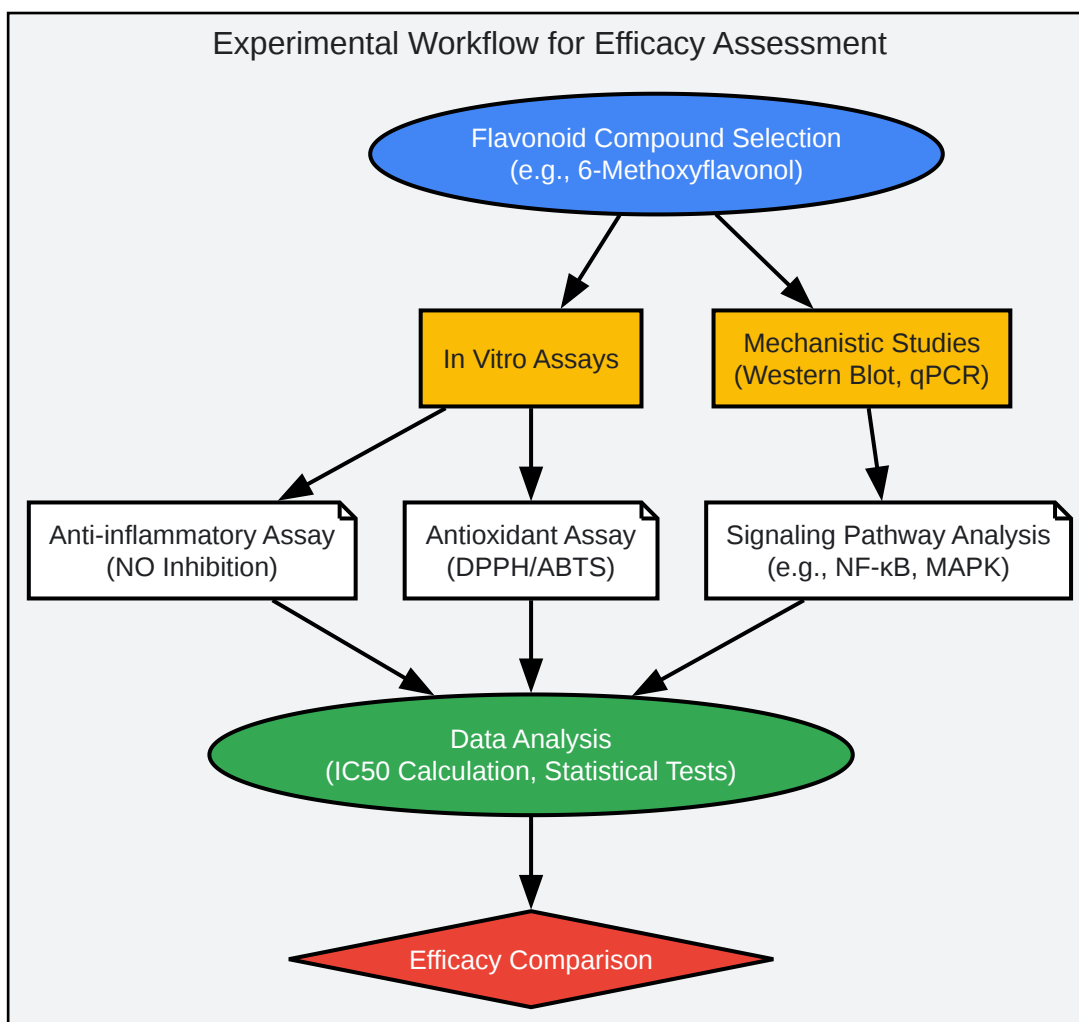 Experimental Workflow for Efficacy Assessment
Flavonoid Compound Selection
(e.g., 6-Methoxyflavonol)
In Vitro Assays
Mechanistic Studies
(Western Blot, qPCR)
Anti-inflammatory Assay
(NO Inhibition)
Antioxidant Assay
(DPPH/ABTS)
Signaling Pathway Analysis
(e.g., NF-κB, MAPK)
Data Analysis
(IC50 Calculation, Statistical Tests)
Efficacy Comparison